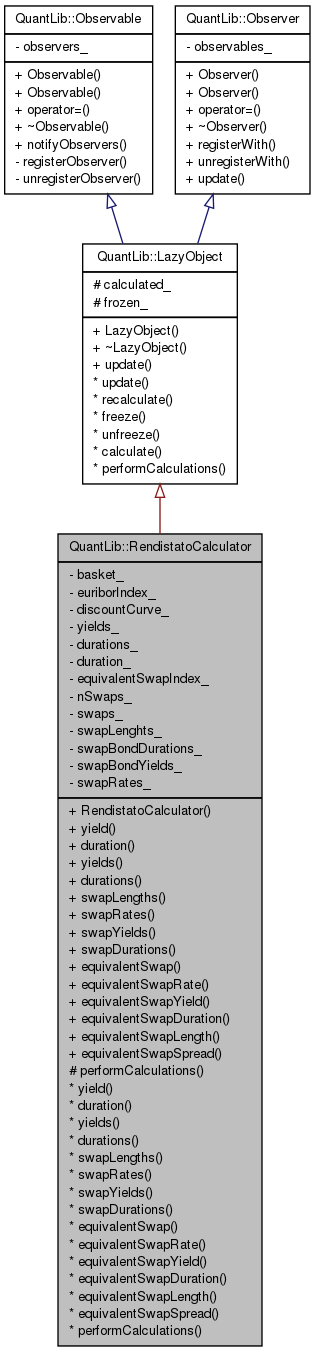 QuantLib::Observable
- observers_
+ Observable()
+ Observable()
+ operator=()
+ ~Observable()
+ notifyObservers()
- registerObserver()
- unregisterObserver()
QuantLib::Observer
- observables_
+ Observer()
+ Observer()
+ operator=()
+ ~Observer()
+ registerWith()
+ unregisterWith()
+ update()
QuantLib::LazyObject
# calculated_
# frozen_
+ LazyObject()
+ ~LazyObject()
+ update()
* update()
* recalculate()
* freeze()
* unfreeze()
* calculate()
* performCalculations()
QuantLib::RendistatoCalculator
- basket_
- euriborIndex_
- discountCurve_
- yields_
- durations_
- duration_
- equivalentSwapIndex_
- nSwaps_
- swaps_
- swapLenghts_
- swapBondDurations_
- swapBondYields_
- swapRates_
+ RendistatoCalculator()
+ yield()
+ duration()
+ yields()
+ durations()
+ swapLengths()
+ swapRates()
+ swapYields()
+ swapDurations()
+ equivalentSwap()
+ equivalentSwapRate()
+ equivalentSwapYield()
+ equivalentSwapDuration()
+ equivalentSwapLength()
+ equivalentSwapSpread()
# performCalculations()
* yield()
* duration()
* yields()
* durations()
* swapLengths()
* swapRates()
* swapYields()
* swapDurations()
* equivalentSwap()
* equivalentSwapRate()
* equivalentSwapYield()
* equivalentSwapDuration()
* equivalentSwapLength()
* equivalentSwapSpread()
* performCalculations()